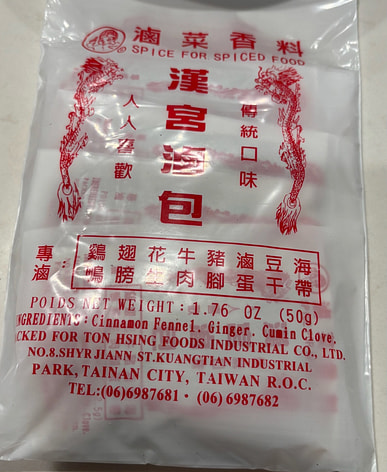 滷菜香料
SPICE FOR SPICED FOOD
傳統口味
漢宮滷包
人人喜歡
專滷:
鷄翅花牛豬滷豆海
鴨膀生肉腳蛋干帶
POIDS NET WEIGHT:1.76 OZ (50g)
INGREDIENTS:Cinnamon Fennel, Ginger, Cumin Clove.
CKED FOR TON HSING FOODS INDUSTRIAL CO., LTD.
NO.8.SHYR JIANN ST.KUANGTIAN INDUSTRIAL
PARK, TAINAN CITY, TAIWAN R.O.C.
TEL:(06)6987681・(06)6987682